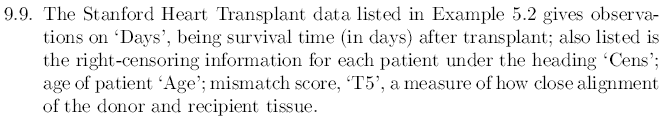 9.9. The Stanford Heart Transplant data listed in Example 5.2 gives observa-
tions on ‘Days’, being survival time (in days) after transplant; also listed is
the right-censoring information for each patient under the heading ‘Cens’;
age of patient ‘Age’; mismatch score, ‘T5’, a measure of how close alignment
of the donor and recipient tissue.